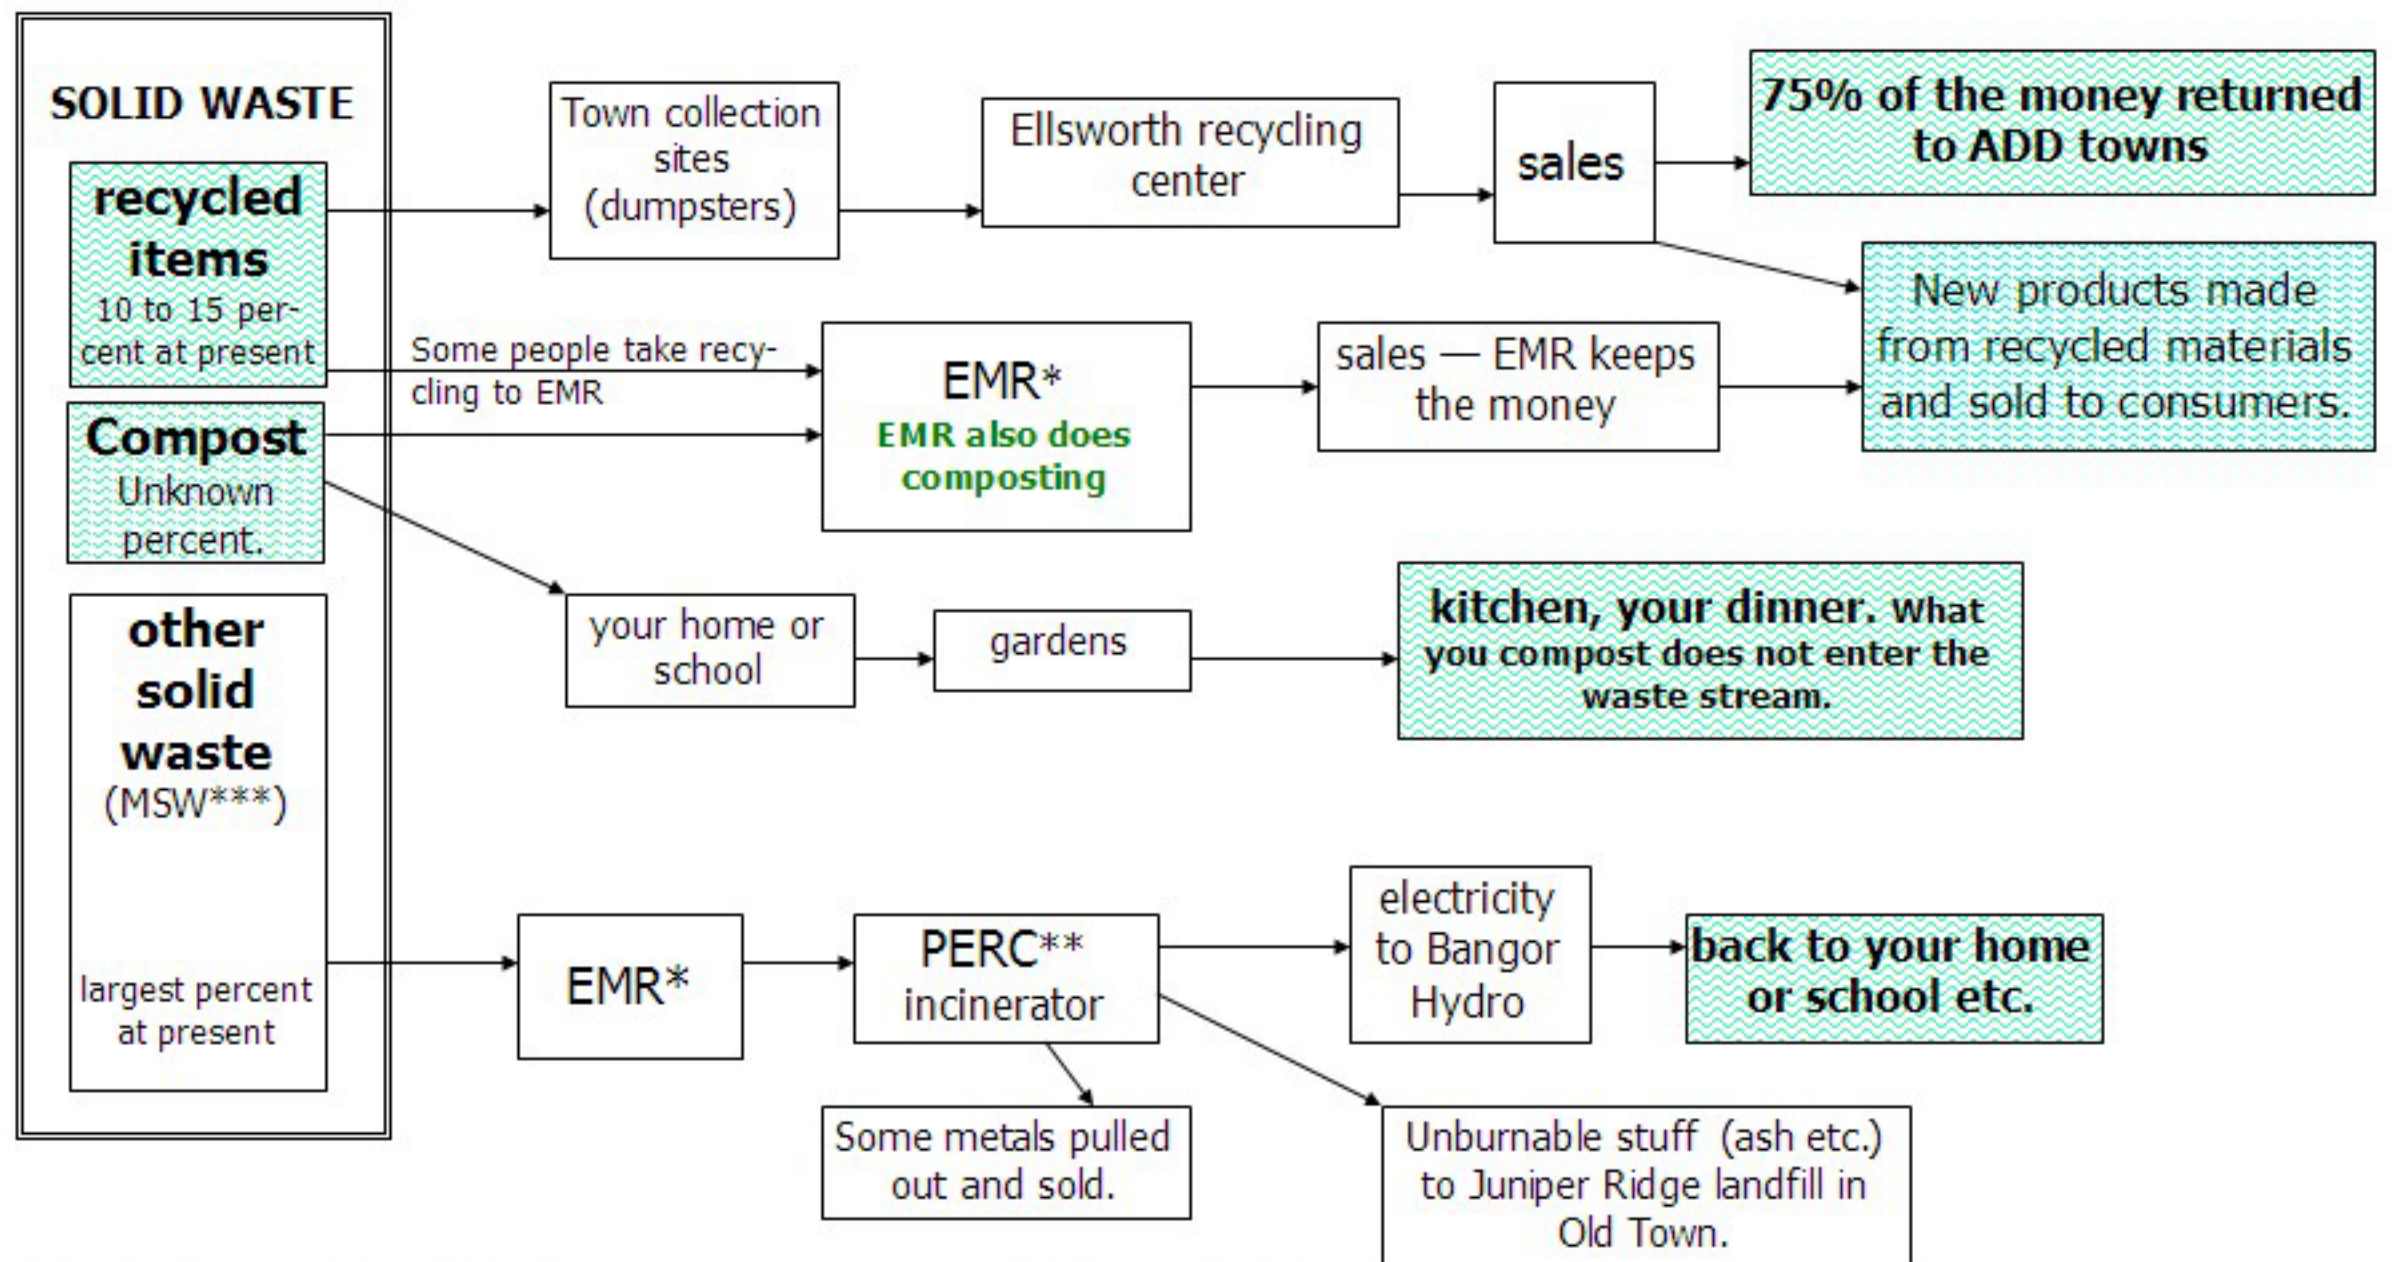 SOLID WASTE
recycled
items
10 to 15 per-
cent at present
Compost
Unknown
percent.
other
solid
waste
(MSW***)
largest percent
at present
Town collection
sites
(dumpsters)
Ellsworth recycling
center
sales
75% of the money returned
to ADD towns
New products made
from recycled materials
and sold to consumers.
Some people take recy-
cling to EMR
EMR*
EMR also does
composting
sales — EMR keeps
the money
your home or
school
gardens
kitchen, your dinner. What
you compost does not enter the
waste stream.
EMR*
PERC**
incinerator
electricity
to Bangor
Hydro
back to your home
or school etc.
Some metals pulled
out and sold.
Unburnable stuff (ash etc.)
to Juniper Ridge landfill in
Old Town.